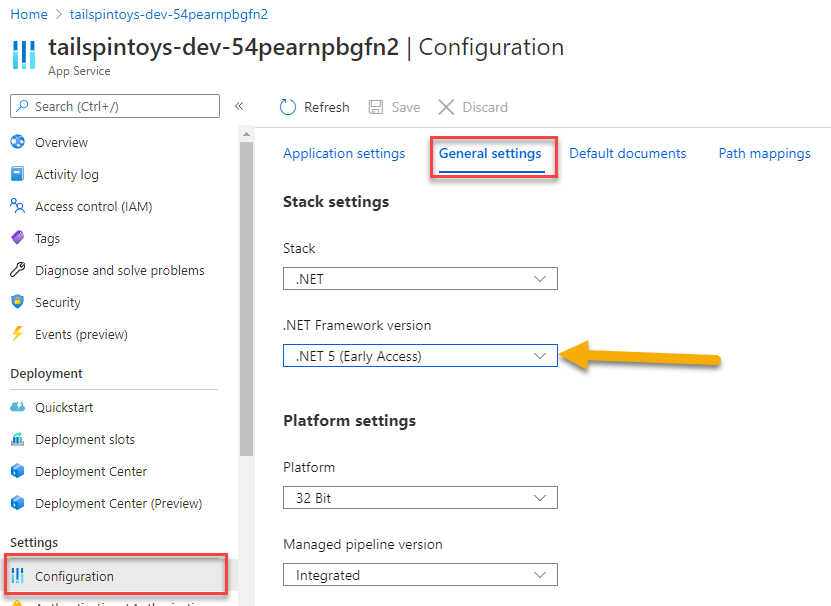 Home > tailspintoys-dev-54pearnpbgfn2
tailspintoys-dev-54pearnpbgfn2 | Configuration
App Service
Search (Ctrl+/)
«
Refresh
Save
Discard
Overview
Activity log
Access control (IAM)
Tags
Diagnose and solve problems
Security
Events (preview)
Deployment
Quickstart
Deployment slots
Deployment Center
Deployment Center (Preview)
Settings
Configuration
Application settings
General settings
Default documents
Path mappings
Stack settings
Stack
.NET
.NET Framework version
.NET 5 (Early Access)
Platform settings
Platform
32 Bit
Managed pipeline version
Integrated